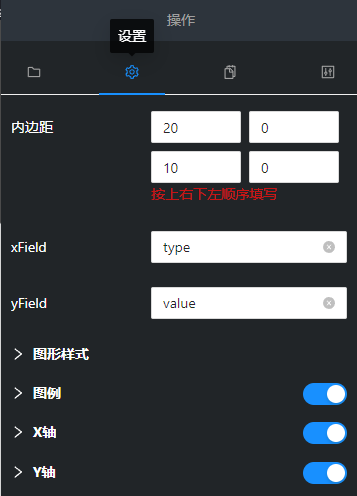 操作
设置
内边距 20 0
10 0
按上右下左顺序填写
xField type
yField value
图形样式
图例
X轴
Y轴